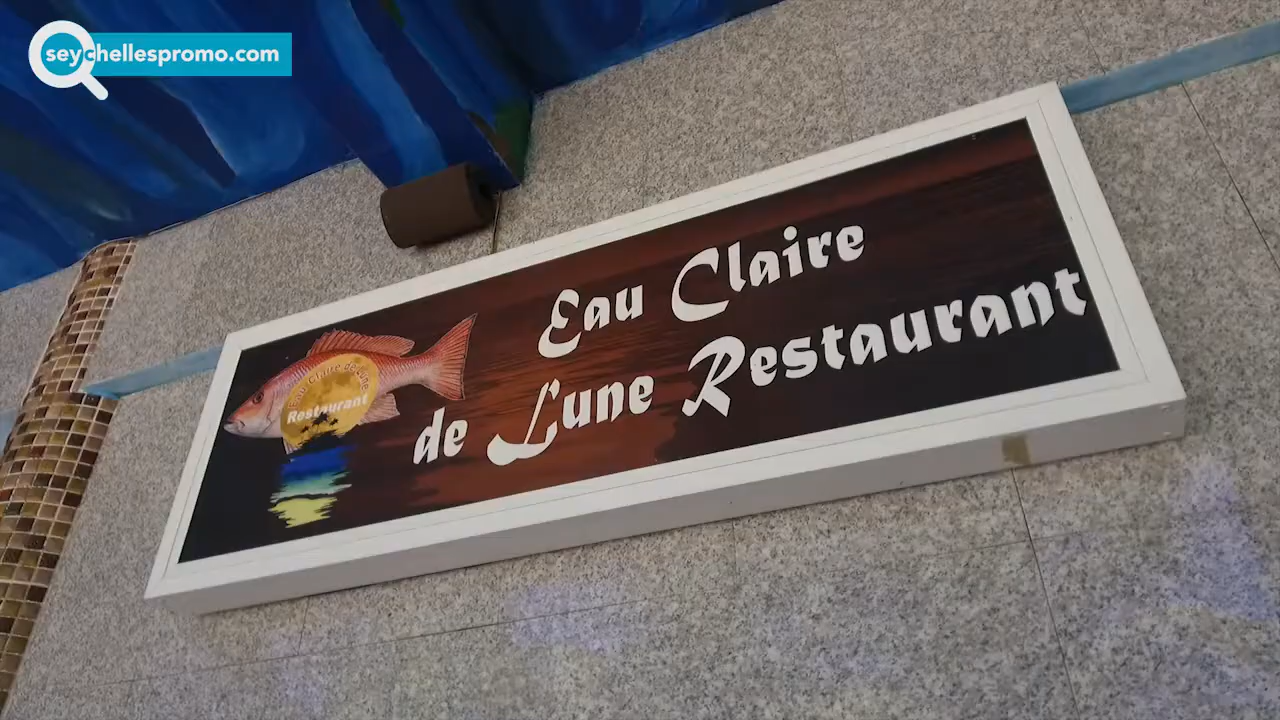 seychellespromo.com
Eau Claire
de Lune Restaurant
Eau Claire de Lune
Restaurant